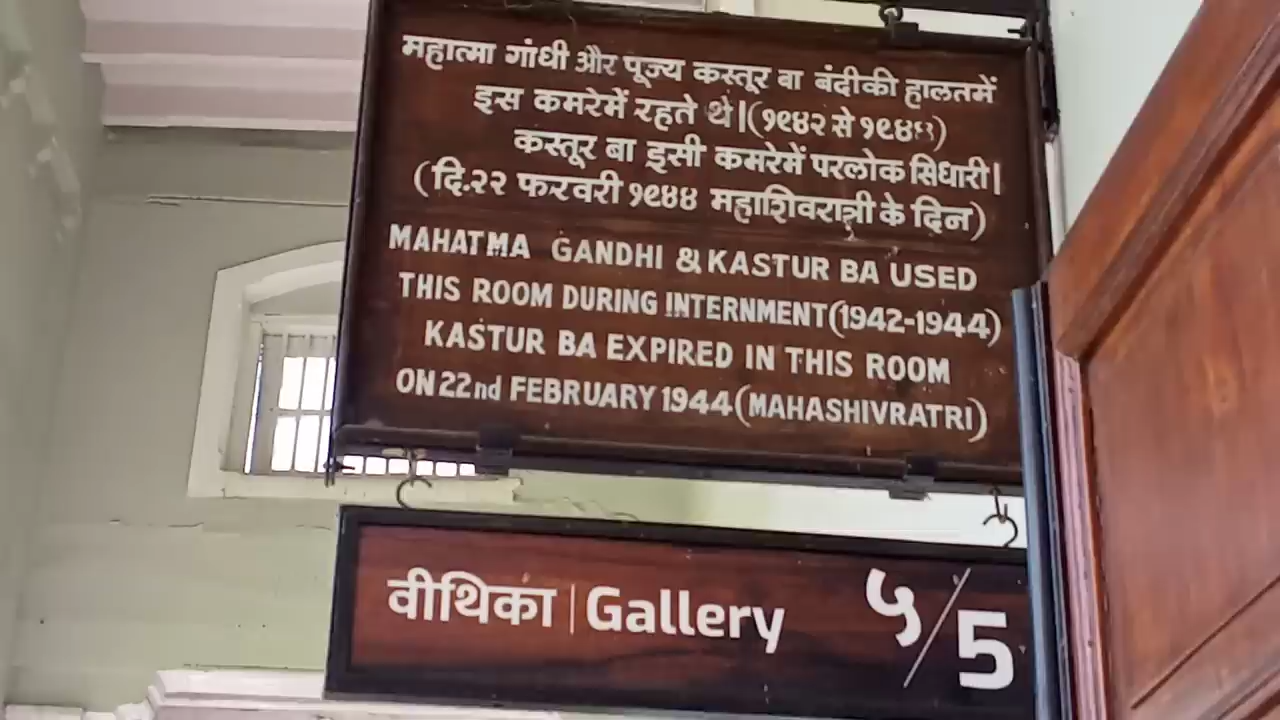 महात्मा गांधी और पूज्य कस्तूर बा बंदीकी हालतमें
इस कमरेमें रहते थे।(१९४२ से १९४४)
कस्तूर बा इसी कमरेमें परलोक सिधारी।
(दि.२२ फरवरी १९४४ महाशिवरात्री के दिन)
MAHATMA GANDHI & KASTUR BA USED
THIS ROOM DURING INTERNMENT(1942-1944)
KASTUR BA EXPIRED IN THIS ROOM
ON 22nd FEBRUARY 1944(MAHASHIVRATRI)
वीथिका | Gallery ५/5